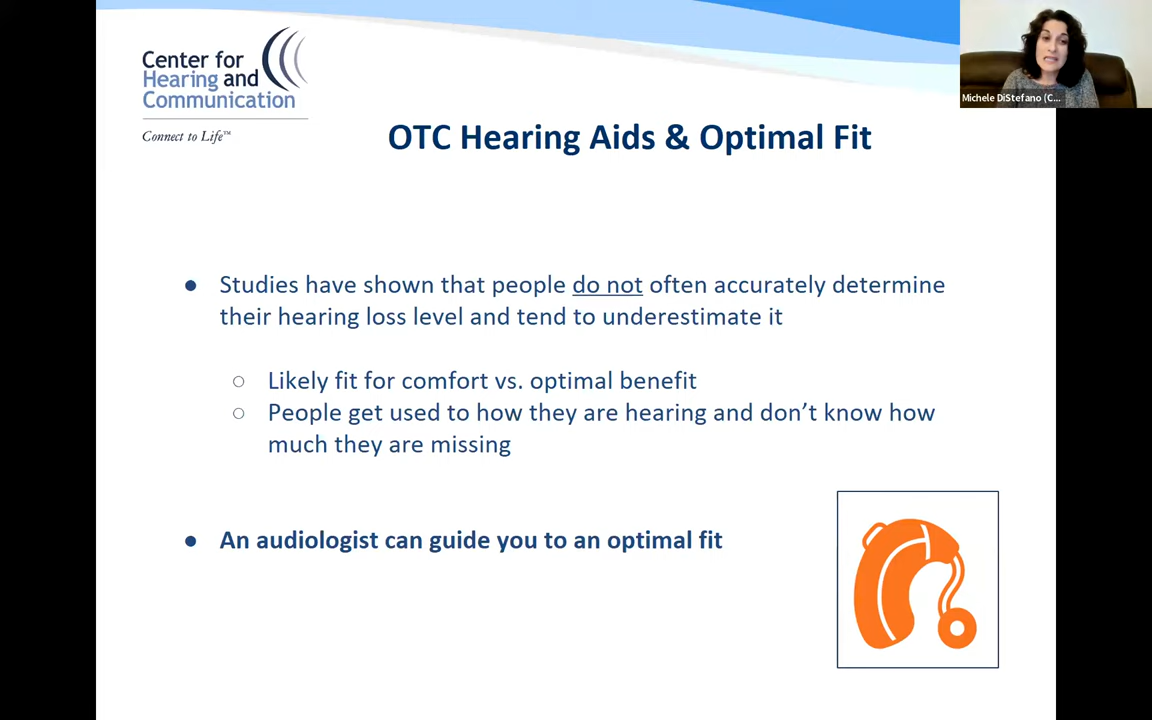 Center for
Hearing and
Communication
Connect to Life™
Michele DiStefano (C...
OTC Hearing Aids & Optimal Fit
● Studies have shown that people do not often accurately determine
their hearing loss level and tend to underestimate it
○ Likely fit for comfort vs. optimal benefit
○ People get used to how they are hearing and don’t know how
much they are missing
● An audiologist can guide you to an optimal fit